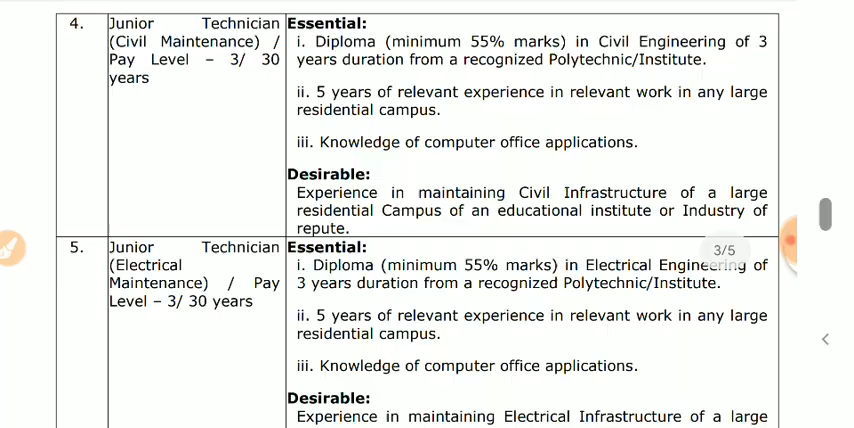 4.
Junior Technician
(Civil Maintenance) /
Pay Level – 3/ 30
years
Essential:
i. Diploma (minimum 55% marks) in Civil Engineering of 3
years duration from a recognized Polytechnic/Institute.
ii. 5 years of relevant experience in relevant work in any large
residential campus.
iii. Knowledge of computer office applications.
Desirable:
Experience in maintaining Civil Infrastructure of a large
residential Campus of an educational institute or Industry of
repute.
5.
Junior Technician
(Electrical
Maintenance) / Pay
Level – 3/ 30 years
Essential:
i. Diploma (minimum 55% marks) in Electrical Engineering of
3 years duration from a recognized Polytechnic/Institute.
ii. 5 years of relevant experience in relevant work in any large
residential campus.
iii. Knowledge of computer office applications.
Desirable:
Experience in maintaining Electrical Infrastructure of a large
3/5